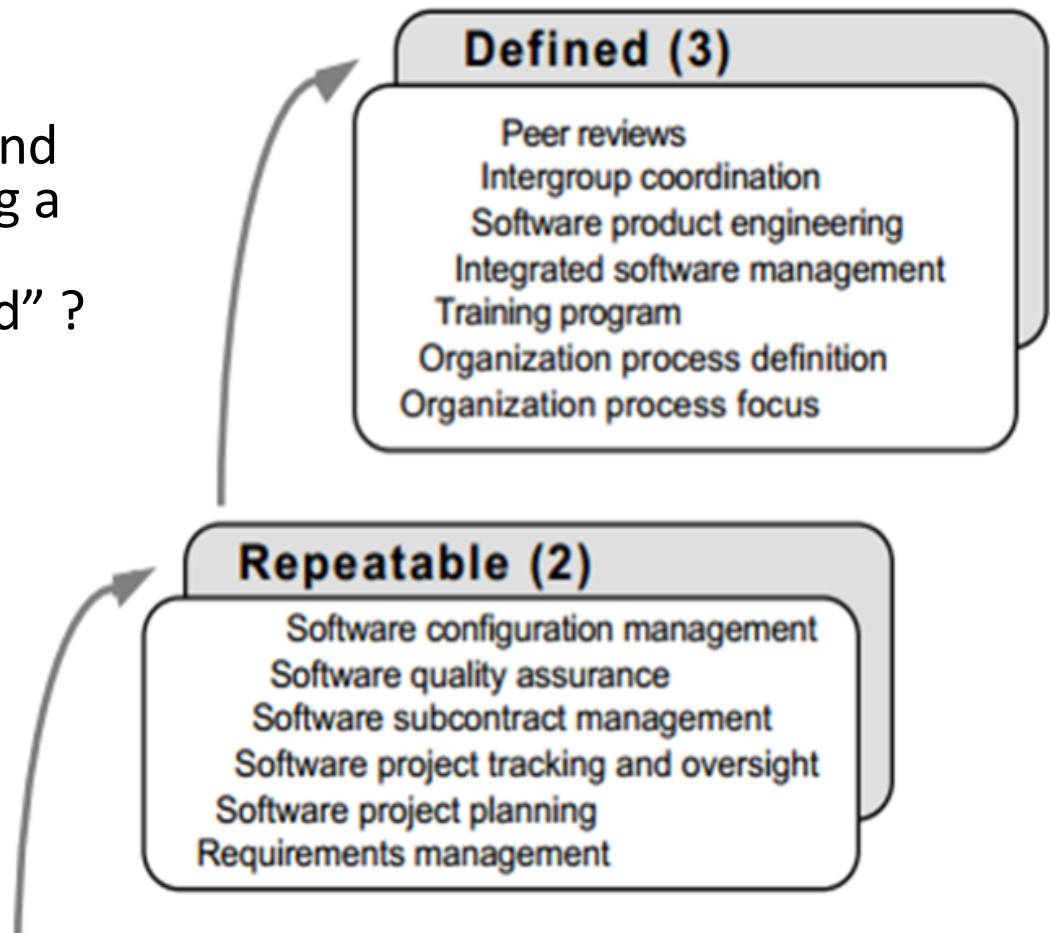 nd
g a
d” ?
Defined (3)
Peer reviews
Intergroup coordination
Software product engineering
Integrated software management
Training program
Organization process definition
Organization process focus
Repeatable (2)
Software configuration management
Software quality assurance
Software subcontract management
Software project tracking and oversight
Software project planning
Requirements management